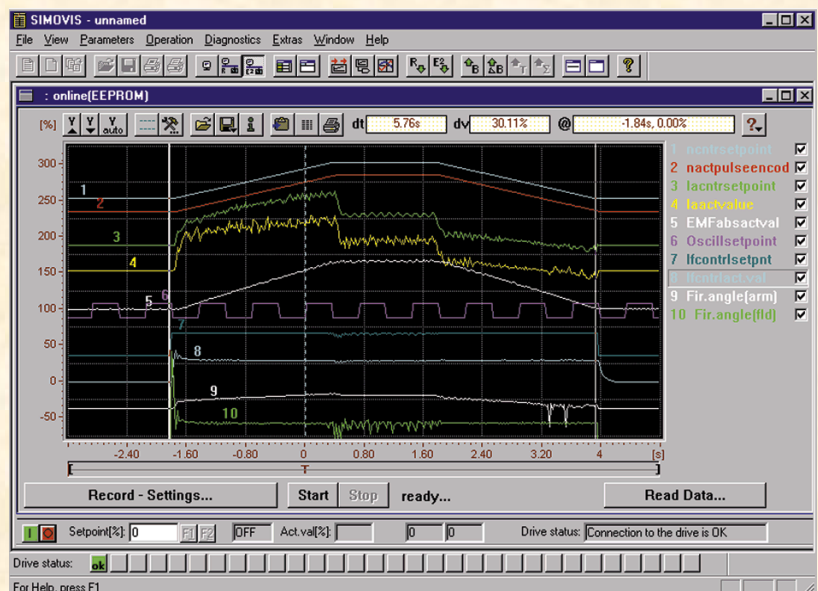 SIMOVIS - unnamed
File View Parameters Operation Diagnostics Extras Window Help
: online(EEPROM)
[%] Y Y Y auto dt 5.76s dv 30.11% @ -1.84s, 0.00% ?
300
250
200
150
100
50
0
-50
1
2
3
4
5
6
7
8
9
10
1 ncntrsetpoint
2 nactpulseencod
3 Iacntrsetpoint
4 Iaactvalue
5 EMFabsactval
6 Oscillsetpoint
7 Ifcontrlsetpnt
8 Ifcontrlact.val
9 Fir.angle(arm)
10 Fir.angle(fld)
-2.40 -1.60 -0.80 0 0.80 1.60 2.40 3.20 4 [s]
T
Record - Settings... Start Stop ready... Read Data...
I O Setpoint[%]: 0 F1 F2 OFF Act.val[%]: 0 0 Drive status: Connection to the drive is OK
Drive status: ok
For Help, press F1